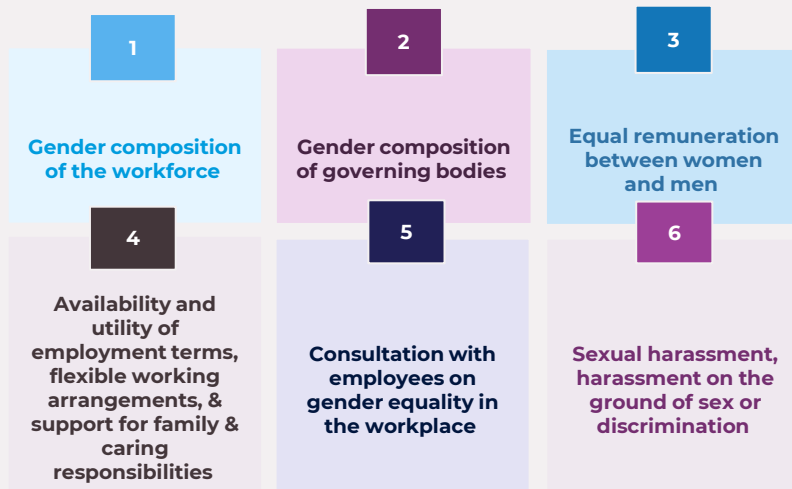 1
Gender composition
of the workforce
2
Gender composition
of governing bodies
3
Equal remuneration
between women
and men
4
Availability and
utility of
employment terms,
flexible working
arrangements, &
support for family &
caring
responsibilities
5
Consultation with
employees on
gender equality in
the workplace
6
Sexual harassment,
harassment on the
ground of sex or
discrimination